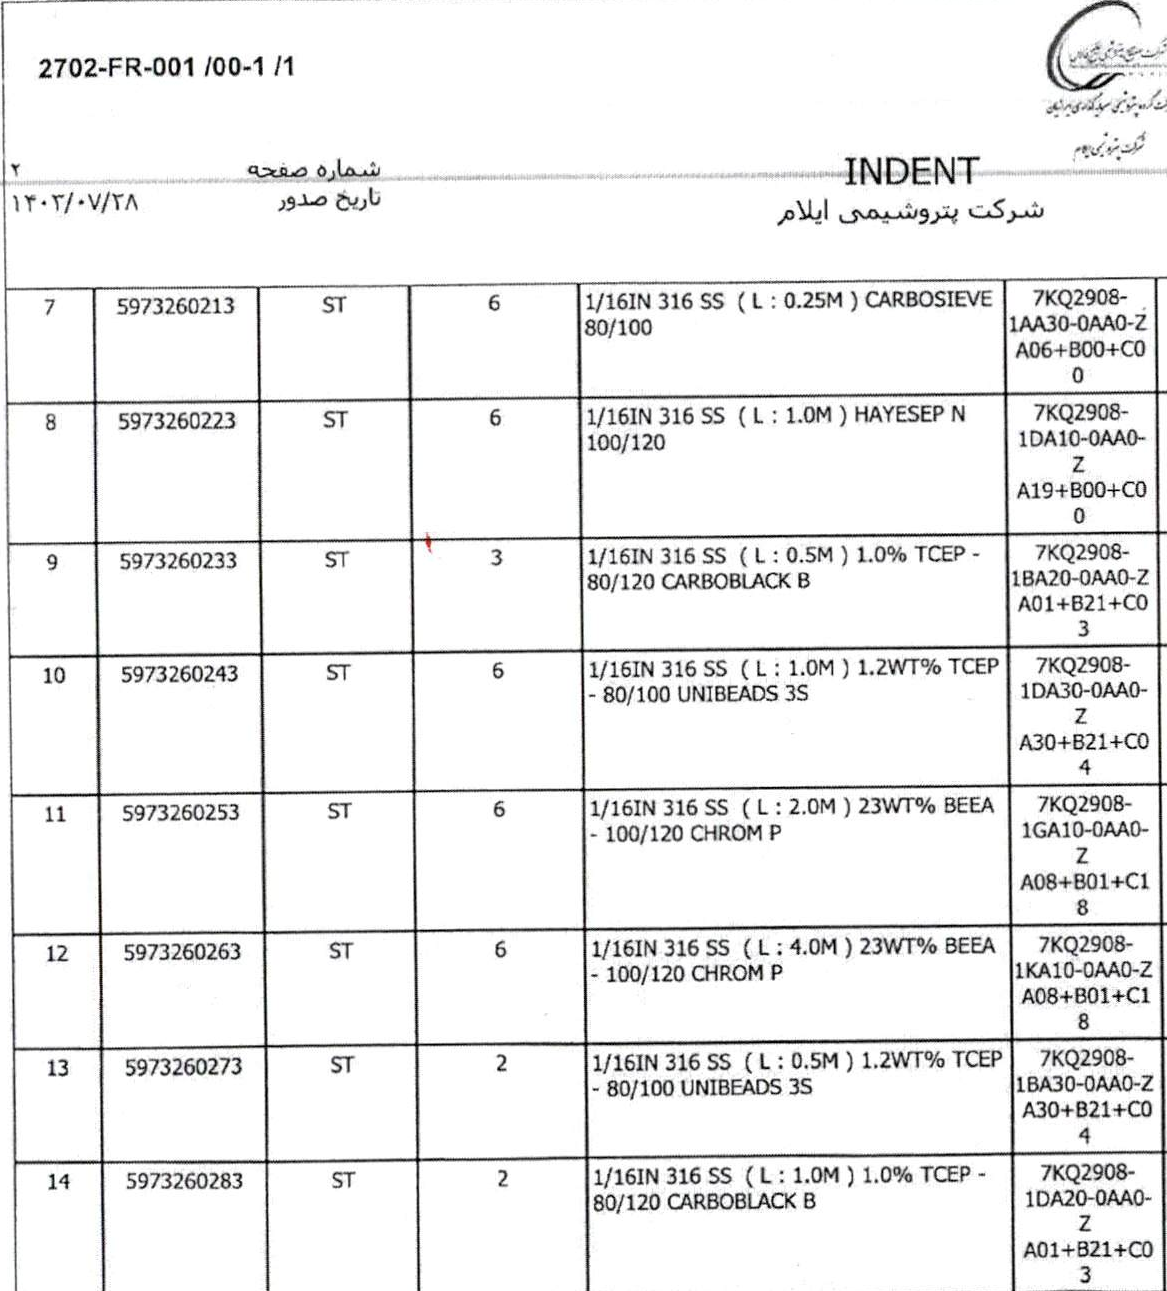 2702-FR-001 /00-1 /1
شرکت پتروشیمی ایلام
INDENT
شماره صفحه ۲
شرکت پتروشیمی ایلام
تاریخ صدور ۱۴۰۳/۰۷/۲۸
7 5973260213 ST 6 1/16IN 316 SS ( L : 0.25M ) CARBOSIEVE 7KQ2908-
80/100 1AA30-0AA0-Z
A06+B00+C0
0
8 5973260223 ST 6 1/16IN 316 SS ( L : 1.0M ) HAYESEP N 7KQ2908-
100/120 1DA10-0AA0-
Z
A19+B00+C0
0
9 5973260233 ST 3 1/16IN 316 SS ( L : 0.5M ) 1.0% TCEP - 7KQ2908-
80/120 CARBOBLACK B 1BA20-0AA0-Z
A01+B21+C0
3
10 5973260243 ST 6 1/16IN 316 SS ( L : 1.0M ) 1.2WT% TCEP 7KQ2908-
- 80/100 UNIBEADS 3S 1DA30-0AA0-
Z
A30+B21+C0
4
11 5973260253 ST 6 1/16IN 316 SS ( L : 2.0M ) 23WT% BEEA 7KQ2908-
- 100/120 CHROM P 1GA10-0AA0-
Z
A08+B01+C1
8
12 5973260263 ST 6 1/16IN 316 SS ( L : 4.0M ) 23WT% BEEA 7KQ2908-
- 100/120 CHROM P 1KA10-0AA0-Z
A08+B01+C1
8
13 5973260273 ST 2 1/16IN 316 SS ( L : 0.5M ) 1.2WT% TCEP 7KQ2908-
- 80/100 UNIBEADS 3S 1BA30-0AA0-Z
A30+B21+C0
4
14 5973260283 ST 2 1/16IN 316 SS ( L : 1.0M ) 1.0% TCEP - 7KQ2908-
80/120 CARBOBLACK B 1DA20-0AA0-
Z
A01+B21+C0
3